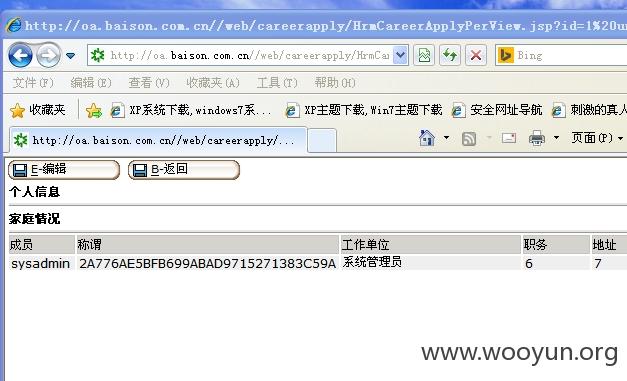 http://oa.baison.com.cn//web/careerapply/HrmCareerApplyPerView.jsp?id=1%20u
http://oa.baison.com.cn//web/careerapply/HrmCa
Bing
文件(F) 编辑(E) 查看(V) 收藏夹(A) 工具(T) 帮助(H)
收藏夹 XP系统下载,windows7系... XP主题下载,Win7主题下载 安全网址导航 刺激的真人
http://oa.baison.com.cn//web/careerapply/... 页面(P)
E-编辑 B-返回
个人信息
家庭情况
成员 称谓 工作单位 职务 地址
sysadmin 2A776AE5BFB699ABAD9715271383C59A 系统管理员 6 7
www.wooyun.org